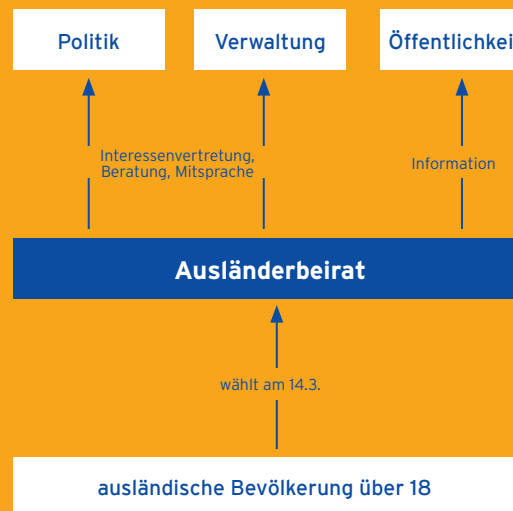 Politik
Verwaltung
Öffentlichkei
Interessenvertretung,
Beratung, Mitsprache
Information
Ausländerbeirat
wählt am 14.3.
ausländische Bevölkerung über 18